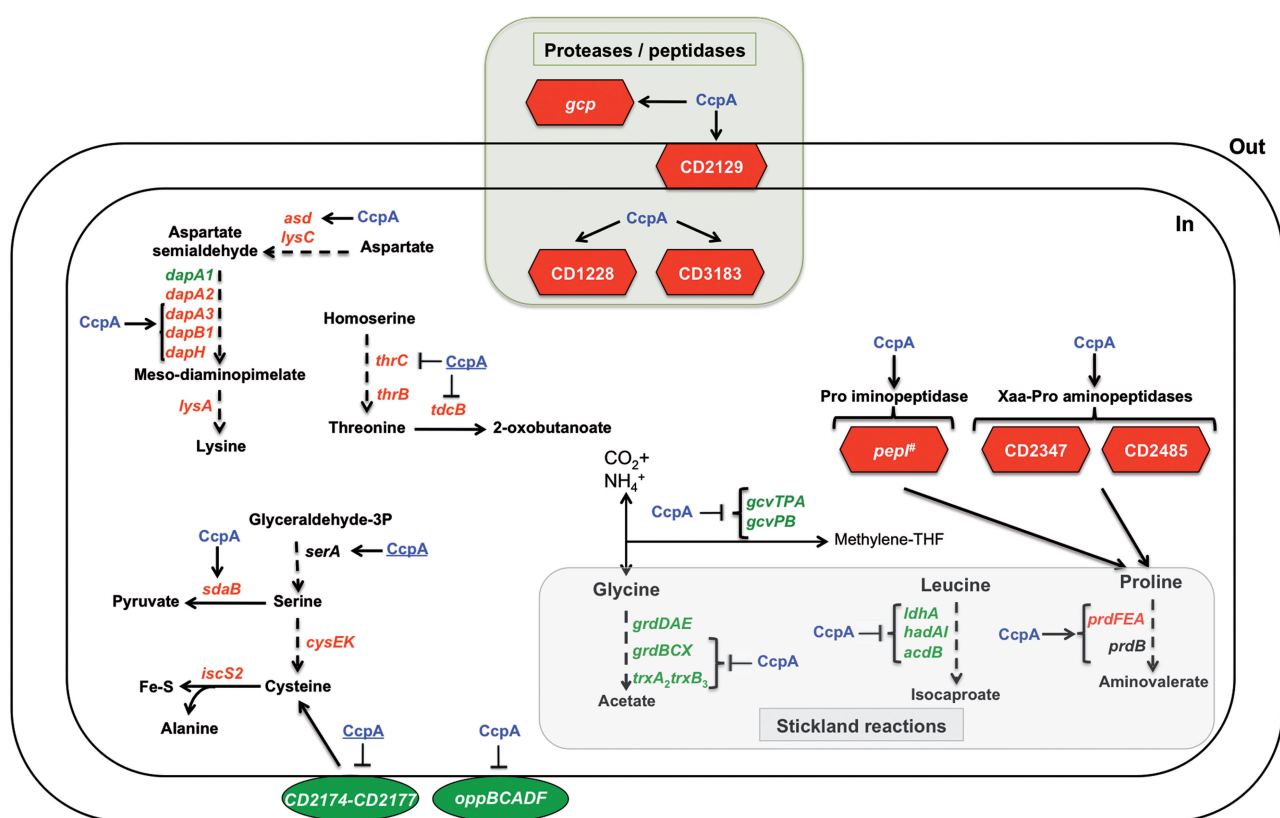 Proteases / peptidases
gcp
CcpA
CD2129
Out
In
CcpA
CD1228
CD3183
asd
CcpA
lysC
Aspartate
semialdehyde
Aspartate
dapA1
dapA2
CcpA
dapA3
dapB1
dapH
Meso-diaminopimelate
lysA
Lysine
Homoserine
thrC
CcpA
thrB
tdcB
Threonine
2-oxobutanoate
CcpA
Pro iminopeptidase
pepI#
CcpA
Xaa-Pro aminopeptidases
CD2347
CD2485
CO2+
NH4+
CcpA
gcvTPA
gcvPB
Methylene-THF
Glyceraldehyde-3P
CcpA
serA
CcpA
sdaB
Pyruvate
Serine
cysEK
iscS2
Fe-S
Cysteine
Alanine
CcpA
CD2174-CD2177
CcpA
oppBCADF
Glycine
grdDAE
grdBCX
trxA2trxB3
CcpA
Acetate
Leucine
CcpA
ldhA
hadAI
acdB
Isocaproate
Proline
CcpA
prdFEA
prdB
Aminovalerate
Stickland reactions